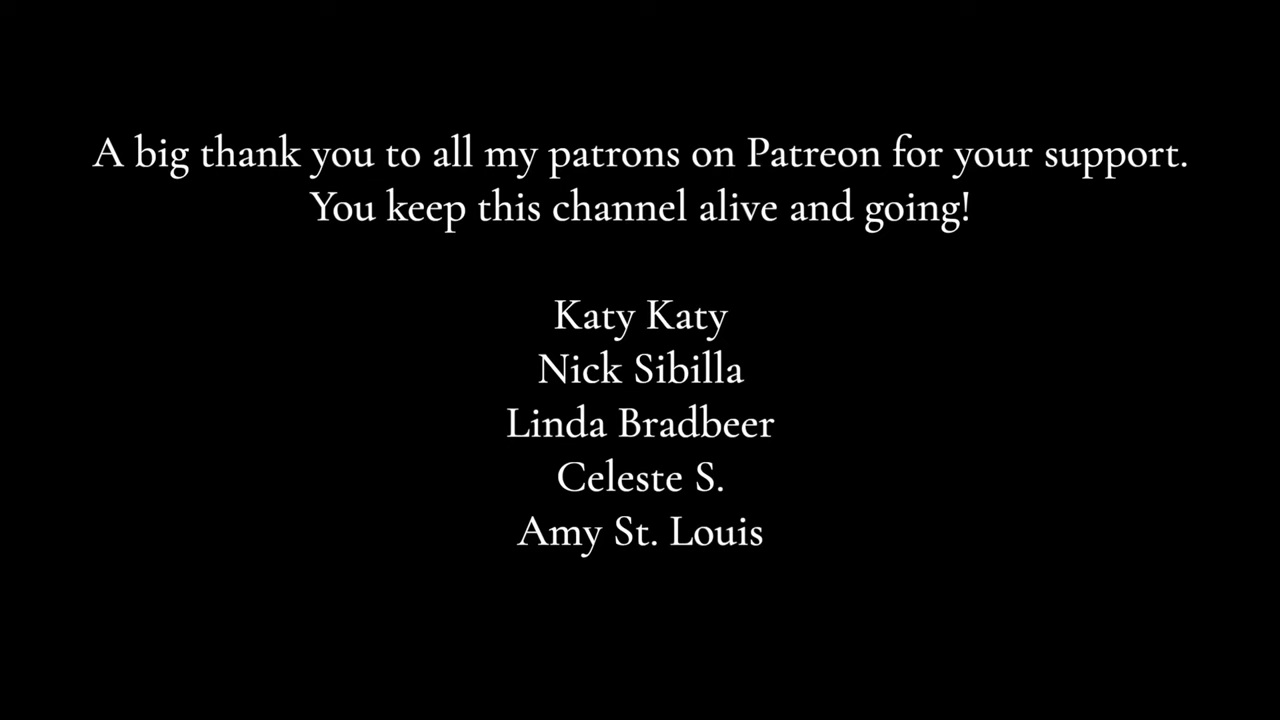 A big thank you to all my patrons on Patreon for your support.
You keep this channel alive and going!
Katy Katy
Nick Sibilla
Linda Bradbeer
Celeste S.
Amy St. Louis